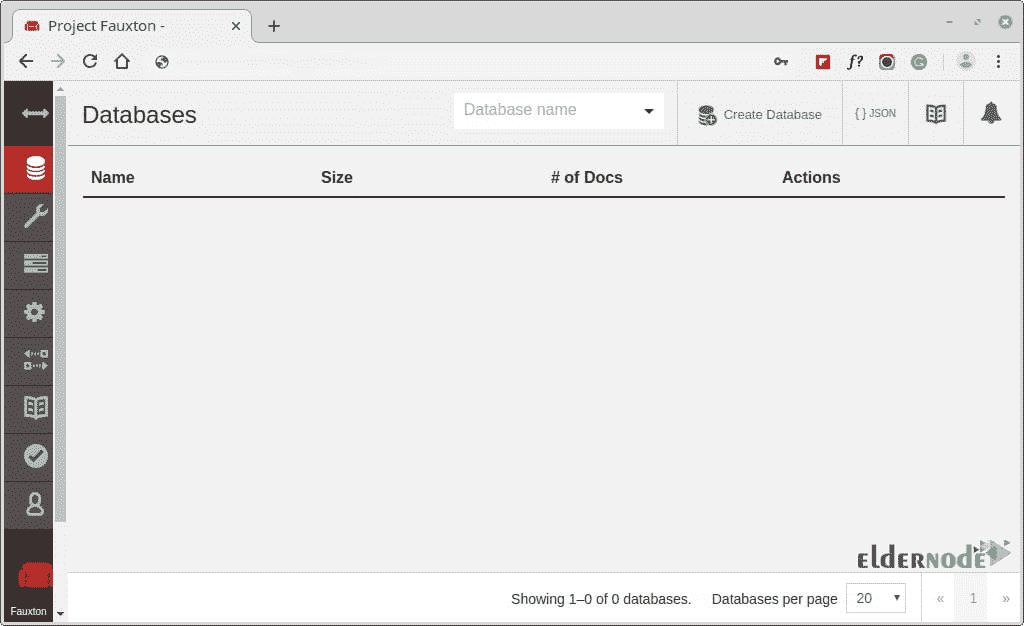 Project Fauxton -
f?
Databases
Database name
Create Database
{ } JSON
Name Size # of Docs Actions
ELDERNODE
Showing 1–0 of 0 databases. Databases per page 20 « 1 »
Fauxton